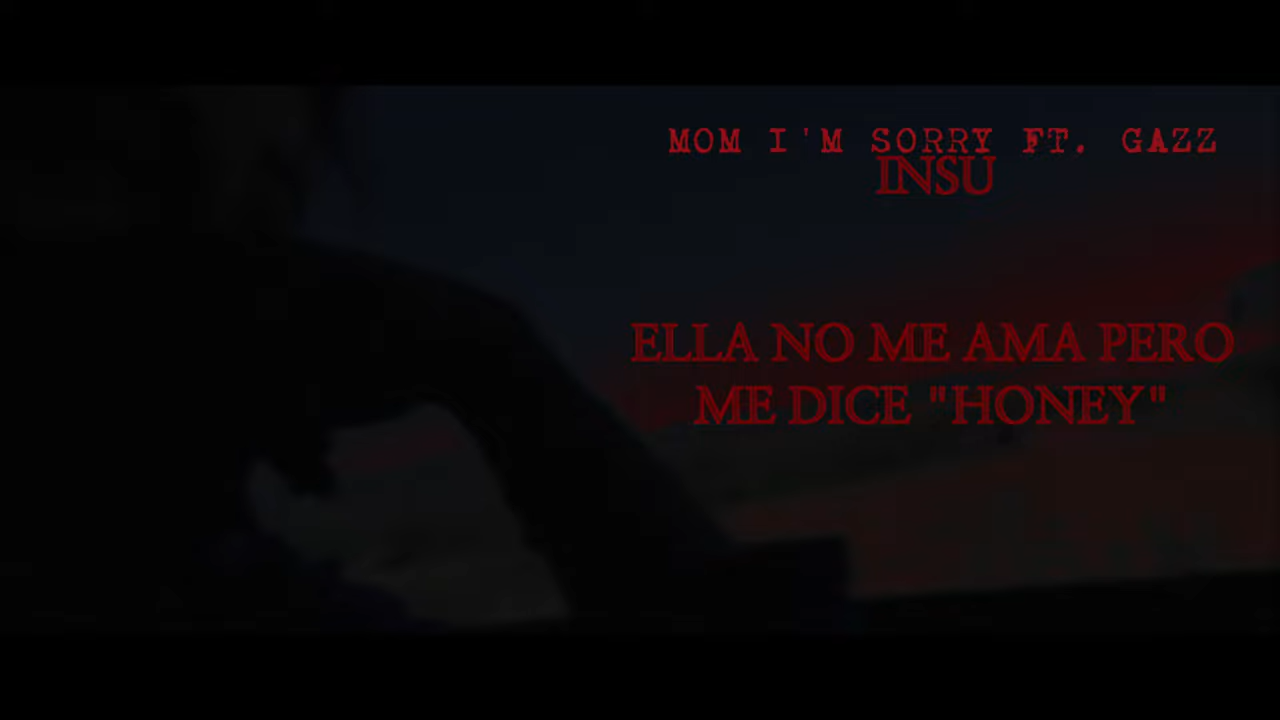 MOM I'M SORRY FT. GAZZ
INSU
ELLA NO ME AMA PERO
ME DICE "HONEY"